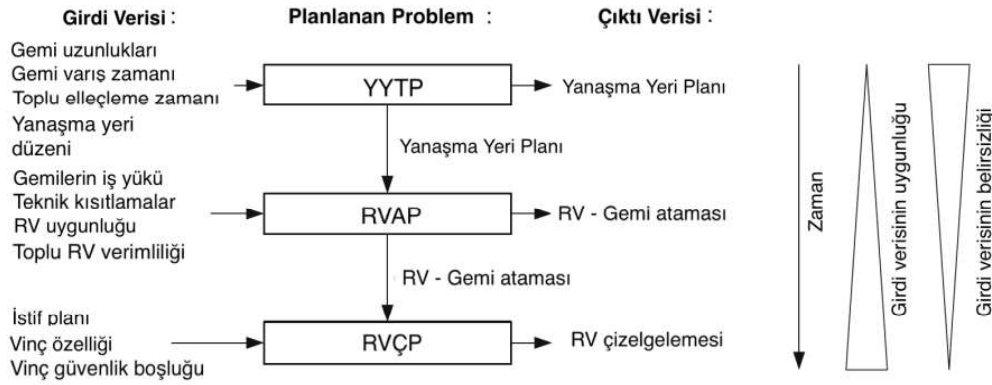 Girdi Verisi :
Planlanan Problem :
Çıktı Verisi :
Gemi uzunlukları
Gemi varış zamanı
Toplu elleçleme zamanı
Yanaşma yeri
düzeni
YYTP
Yanaşma Yeri Planı
Yanaşma Yeri Planı
Gemilerin iş yükü
Teknik kısıtlamalar
RV uygunluğu
Toplu RV verimliliği
RVAP
RV - Gemi ataması
RV - Gemi ataması
İstif planı
Vinç özelliği
Vinç güvenlik boşluğu
RVÇP
RV çizelgelemesi
Zaman
Girdi verisinin uygunluğu
Girdi verisinin belirsizliği